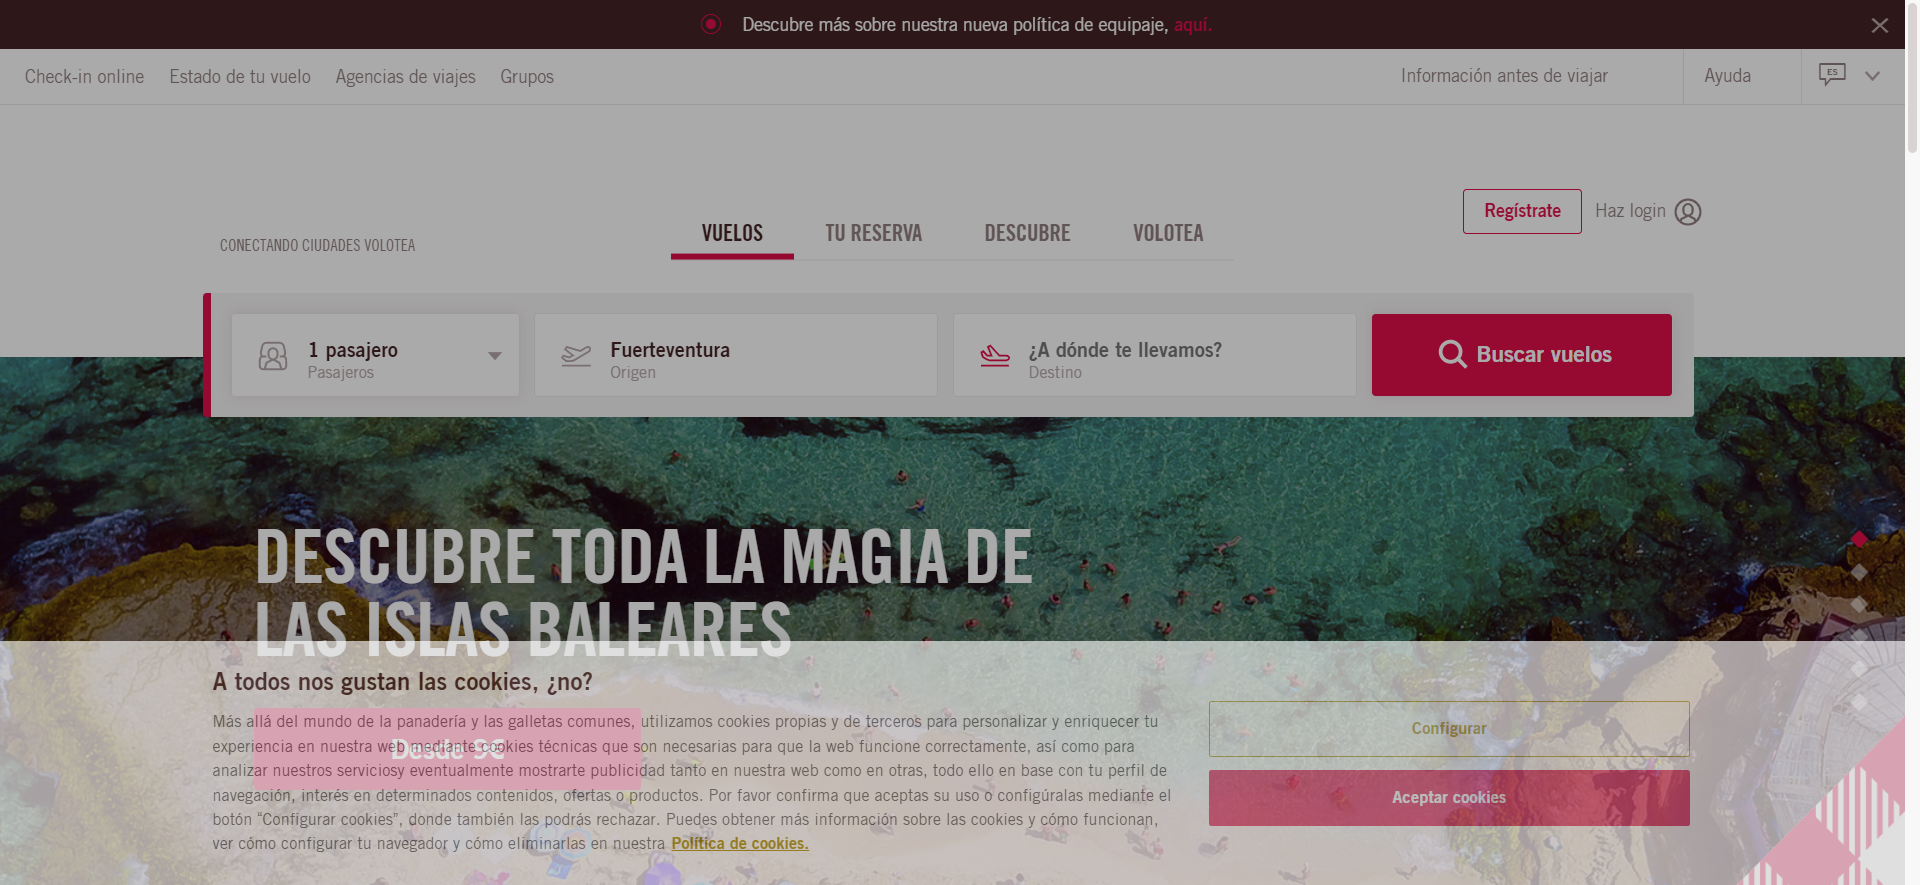 Descubre más sobre nuestra nueva política de equipaje, aquí.
Check-in online Estado de tu vuelo Agencias de viajes Grupos Información antes de viajar Ayuda ES
Regístrate Haz login
CONECTANDO CIUDADES VOLOTEA VUELOS TU RESERVA DESCUBRE VOLOTEA
1 pasajero
Pasajeros
Fuerteventura
Origen
¿A dónde te llevamos?
Destino
Buscar vuelos
DESCUBRE TODA LA MAGIA DE
LAS ISLAS BALEARES
Desde 9€
A todos nos gustan las cookies, ¿no?
Más allá del mundo de la panadería y las galletas comunes, utilizamos cookies propias y de terceros para personalizar y enriquecer tu
experiencia en nuestra web mediante cookies técnicas que son necesarias para que la web funcione correctamente, así como para
analizar nuestros serviciosy eventualmente mostrarte publicidad tanto en nuestra web como en otras, todo ello en base con tu perfil de
navegación, interés en determinados contenidos, ofertas o productos. Por favor confirma que aceptas su uso o configúralas mediante el
botón “Configurar cookies”, donde también las podrás rechazar. Puedes obtener más información sobre las cookies y cómo funcionan,
ver cómo configurar tu navegador y cómo eliminarlas en nuestra Política de cookies.
Configurar
Aceptar cookies